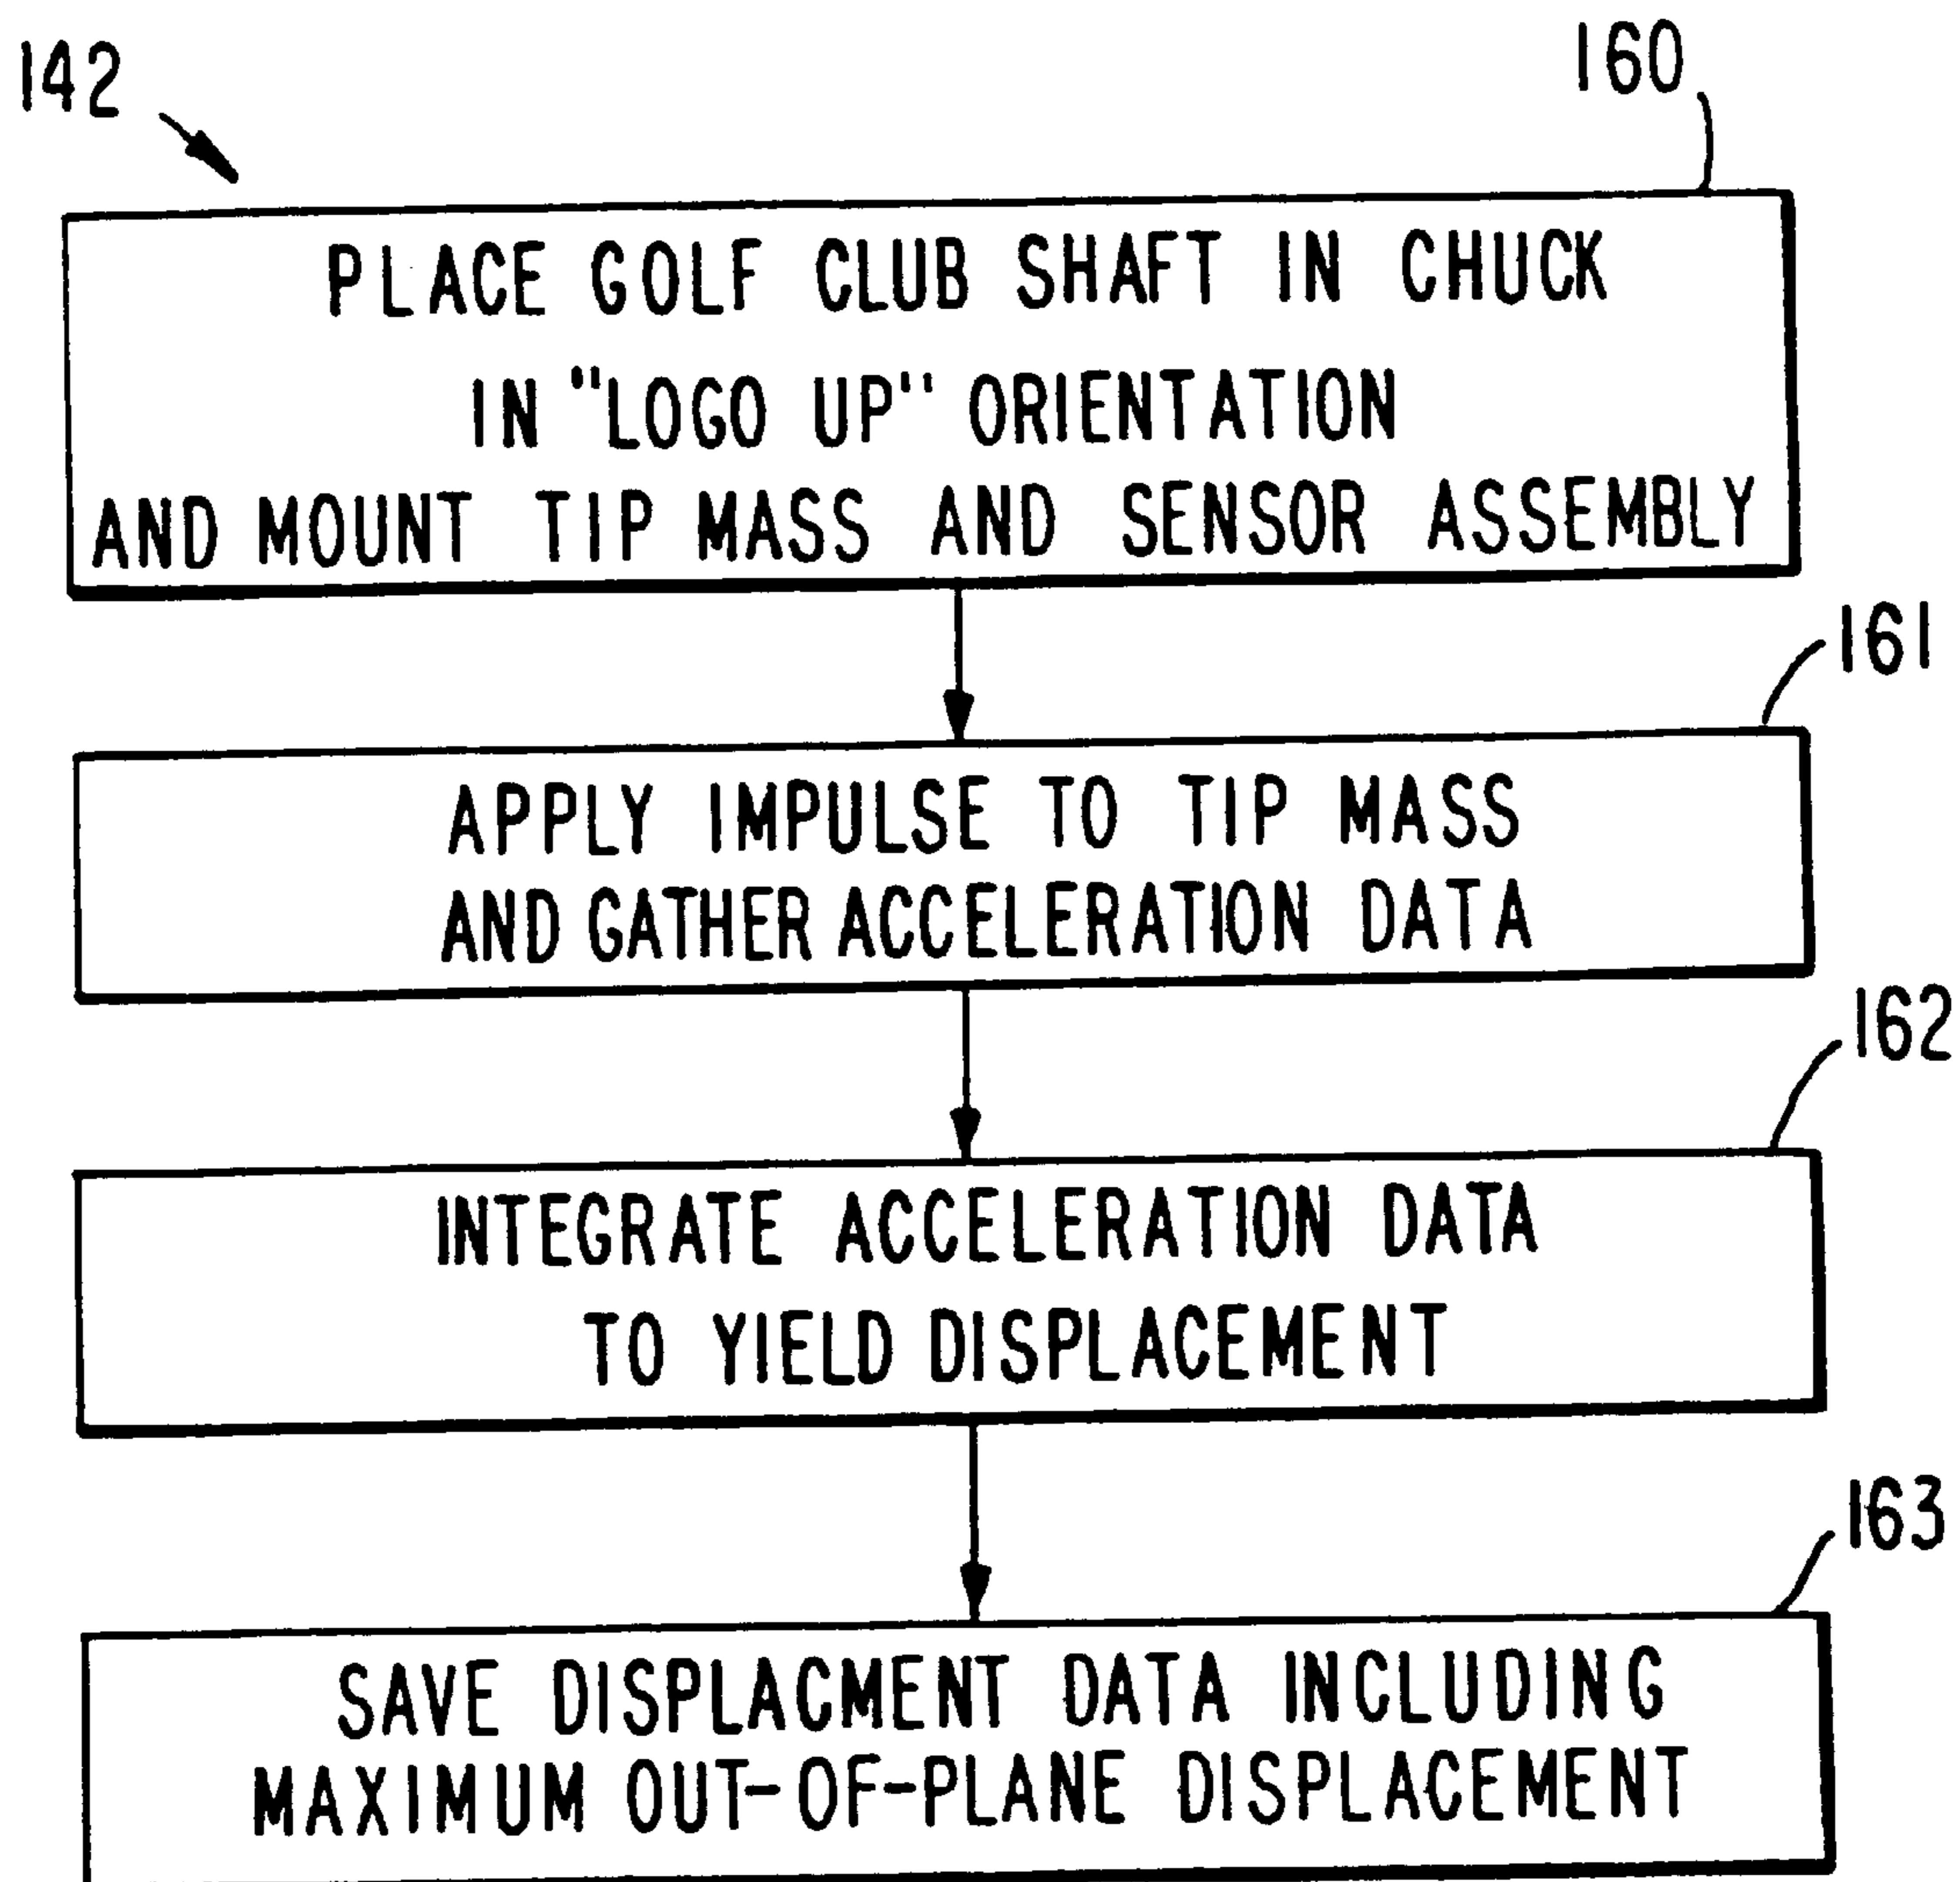 142
160
PLACE GOLF CLUB SHAFT IN CHUCK
IN "LOGO UP" ORIENTATION
AND MOUNT TIP MASS AND SENSOR ASSEMBLY
161
APPLY IMPULSE TO TIP MASS
AND GATHER ACCELERATION DATA
162
INTEGRATE ACCELERATION DATA
TO YIELD DISPLACEMENT
163
SAVE DISPLACMENT DATA INCLUDING
MAXIMUM OUT-OF-PLANE DISPLACEMENT